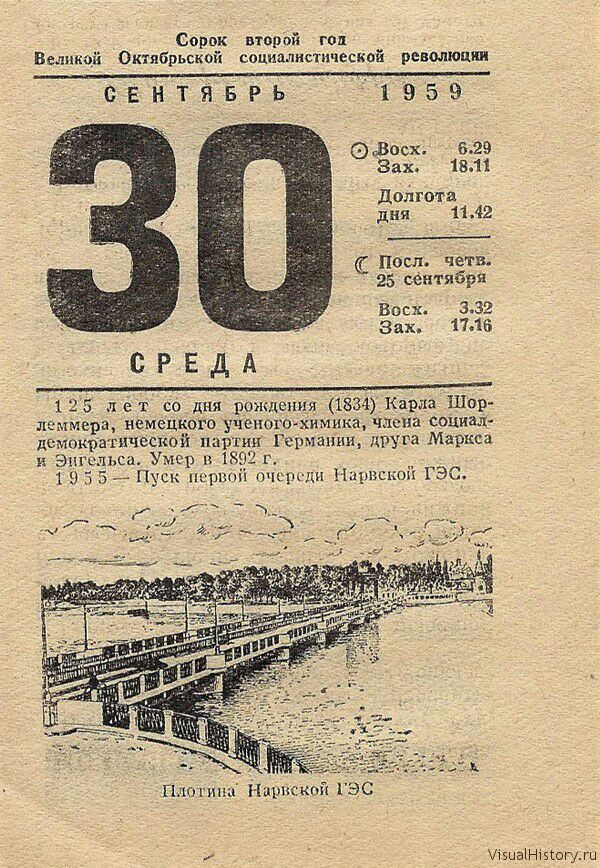 Сорок второй год
Великой Октябрьской социалистической революции
СЕНТЯБРЬ 1959
30
Восх. 6.29
Зах. 18.11
Долгота
дня 11.42
Посл. четв.
25 сентября
Восх. 3.32
Зах. 17.16
СРЕДА
125 лет со дня рождения (1834) Карла Шор-
леммера, немецкого ученого-химика, члена социал-
демократической партии Германии, друга Маркса
и Энгельса. Умер в 1892 г.
1955 — Пуск первой очереди Нарвской ГЭС.
Плотина Нарвской ГЭС
VisualHistory.ru